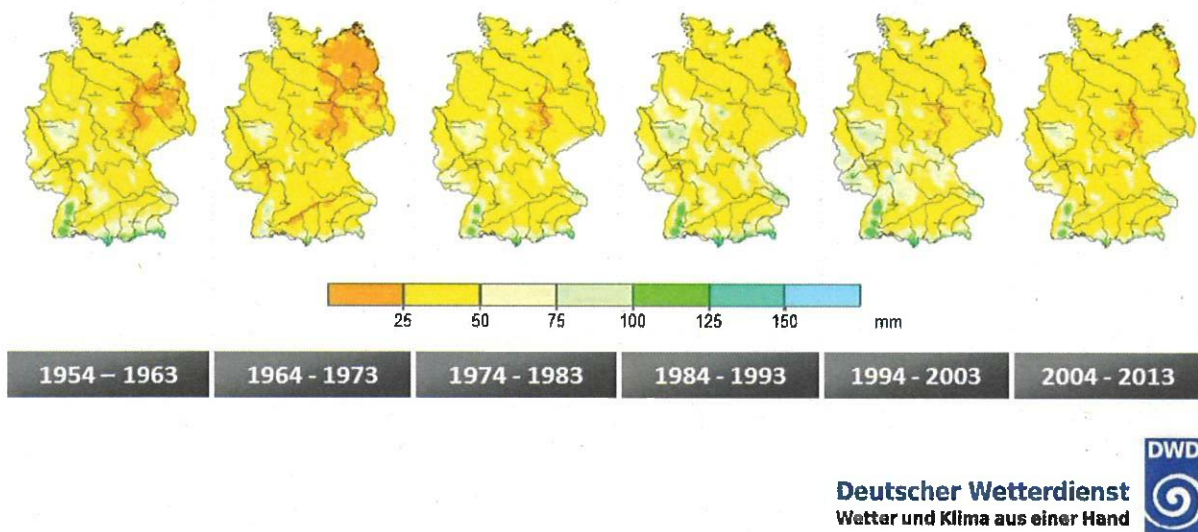 25 50 75 100 125 150 mm
1954 – 1963 1964 - 1973 1974 - 1983 1984 - 1993 1994 - 2003 2004 - 2013
DWD
Deutscher Wetterdienst
Wetter und Klima aus einer Hand